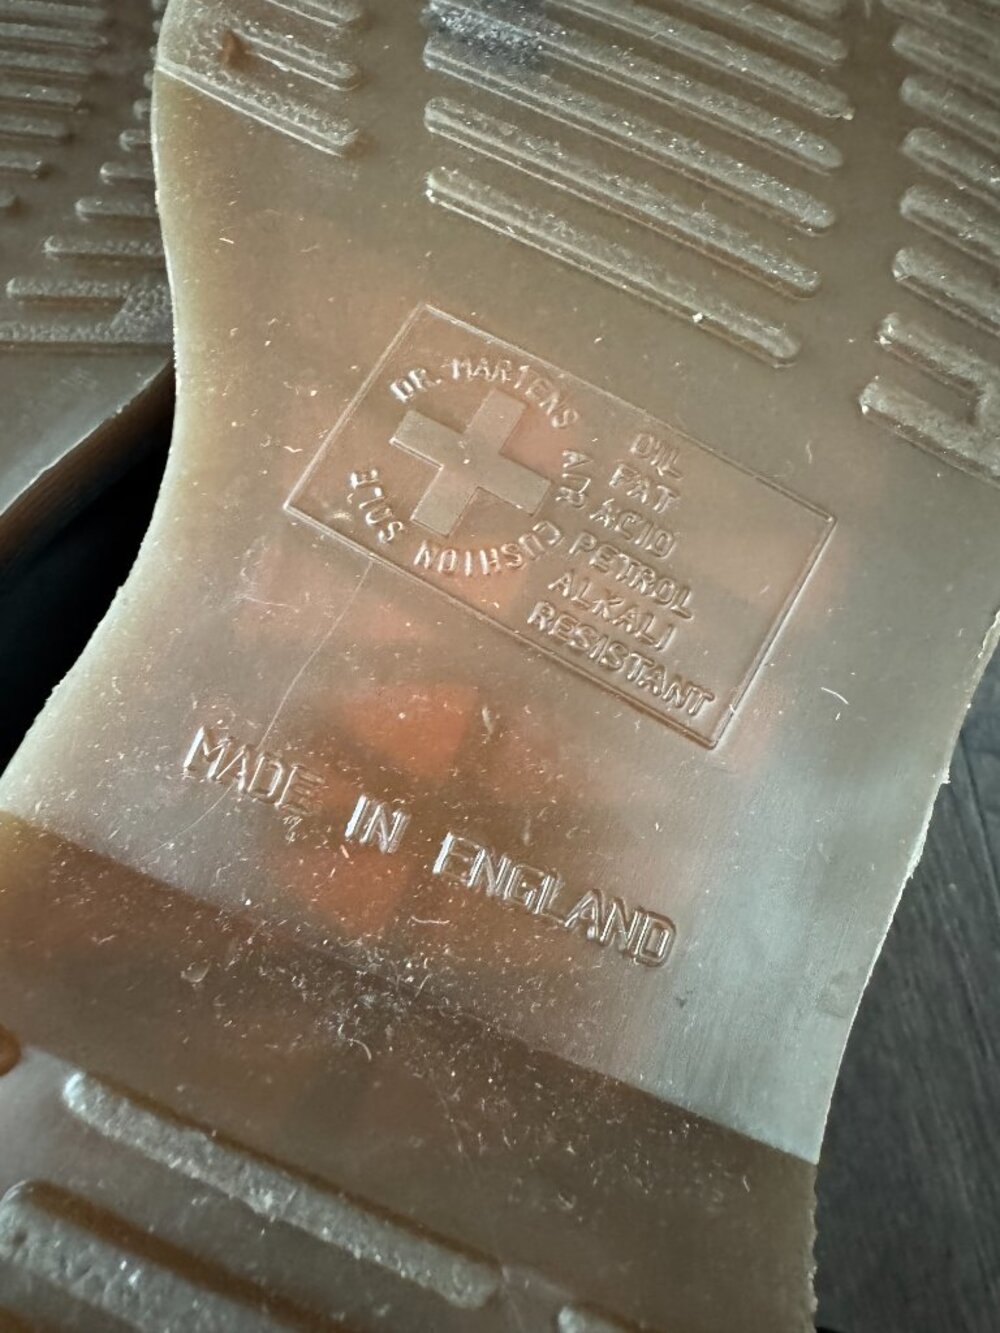 DR. MARTENS
AIR
CUSHION SOLE
OIL
FAT
ACID
PETROL
ALKALI
RESISTANT
MADE IN ENGLAND